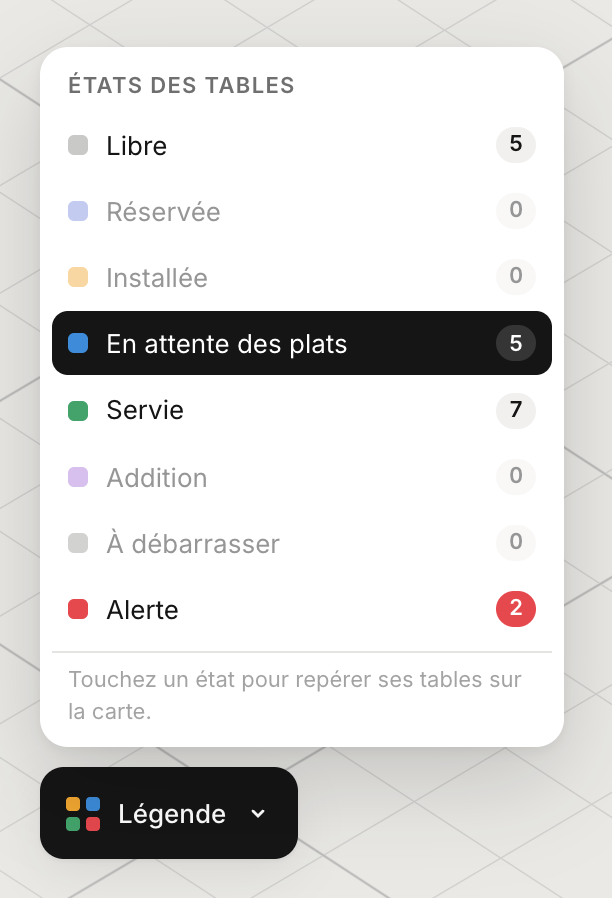 ÉTATS DES TABLES
Libre 5
Réservée 0
Installée 0
En attente des plats 5
Servie 7
Addition 0
À débarrasser 0
Alerte 2
Touchez un état pour repérer ses tables sur
la carte.
Légende